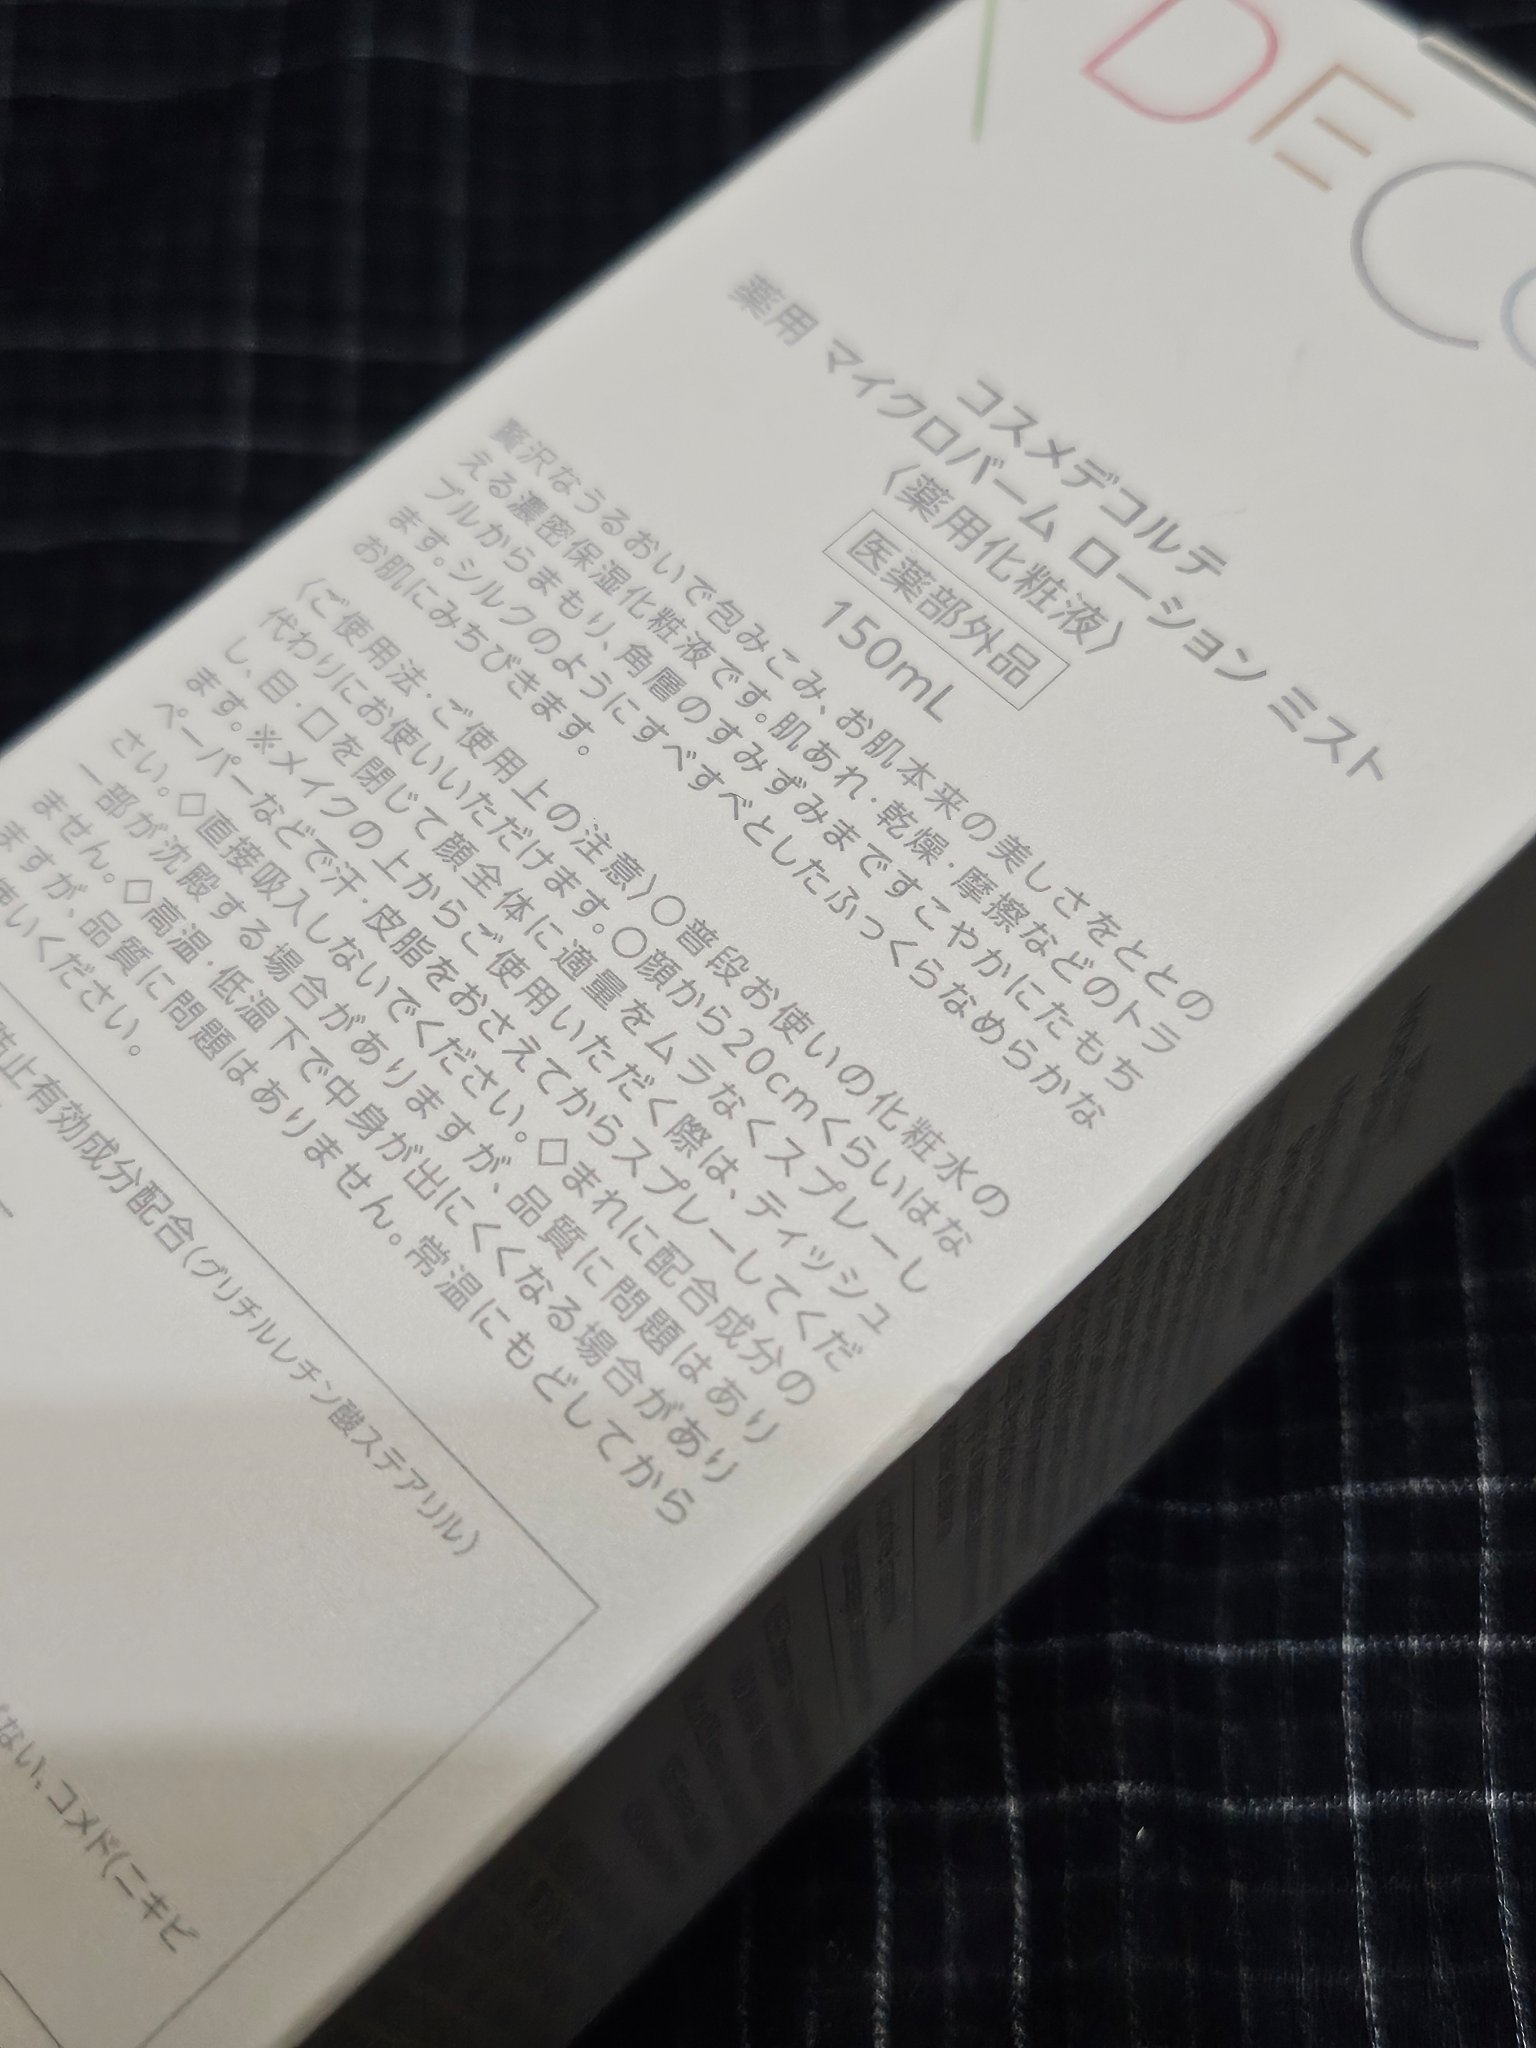 DECO
コスメデコルテ
薬用 マイクロバーム ローション ミスト
〈薬用化粧液〉
医薬部外品
150mL
贅沢なうるおいで包みこみ、お肌本来の美しさをととの
える濃密保湿化粧液です。肌あれ・乾燥・摩擦などのトラ
ブルからまもり、角層のすみずみまですこやかにたもち
ます。シルクのようにすべすべとしたふっくらなめらかな
お肌にみちびきます。
〈ご使用法・ご使用上の注意〉○普段お使いの化粧水の
代わりにお使いいただけます。○顔から20cmくらいはな
し、目・口を閉じて顔全体に適量をムラなくスプレーし
ます。※メイクの上からご使用いただく際は、ティッシュ
ペーパーなどで汗・皮脂をおさえてからスプレーしてくだ
さい。◇直接吸入しないでください。◇まれに配合成分の
一部が沈殿する場合がありますが、品質に問題はあり
ません。◇高温・低温下で中身が出にくくなる場合があり
ますが、品質に問題はありません。常温にもどしてから
使いください。
防止有効成分配合(グリチルレチン酸ステアリル)
ない、コメド(ニキビ